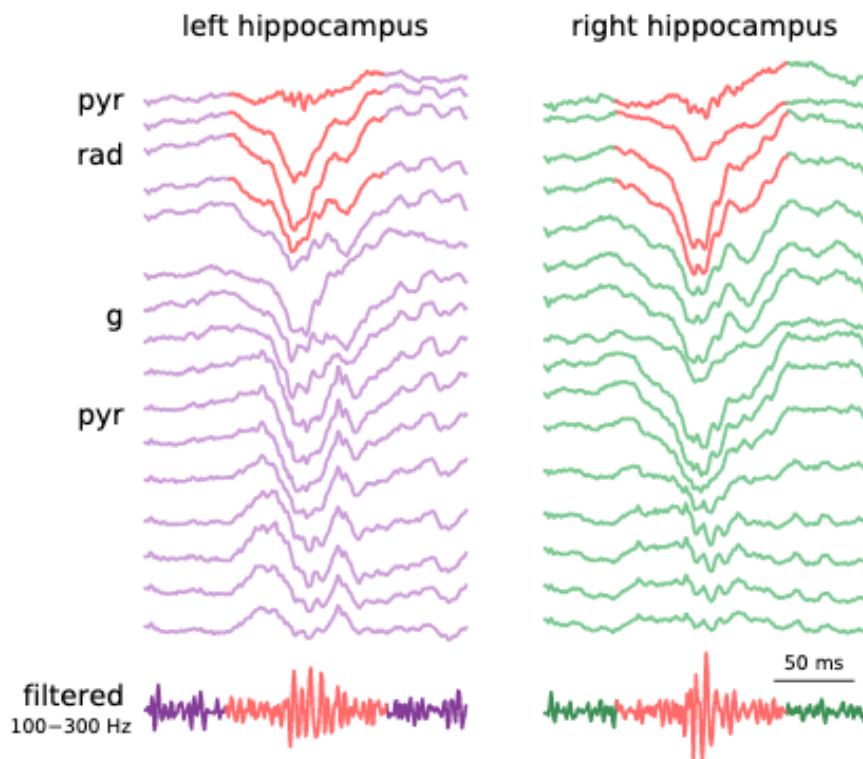 left hippocampus
right hippocampus
pyr
rad
g
pyr
50 ms
filtered
100−300 Hz